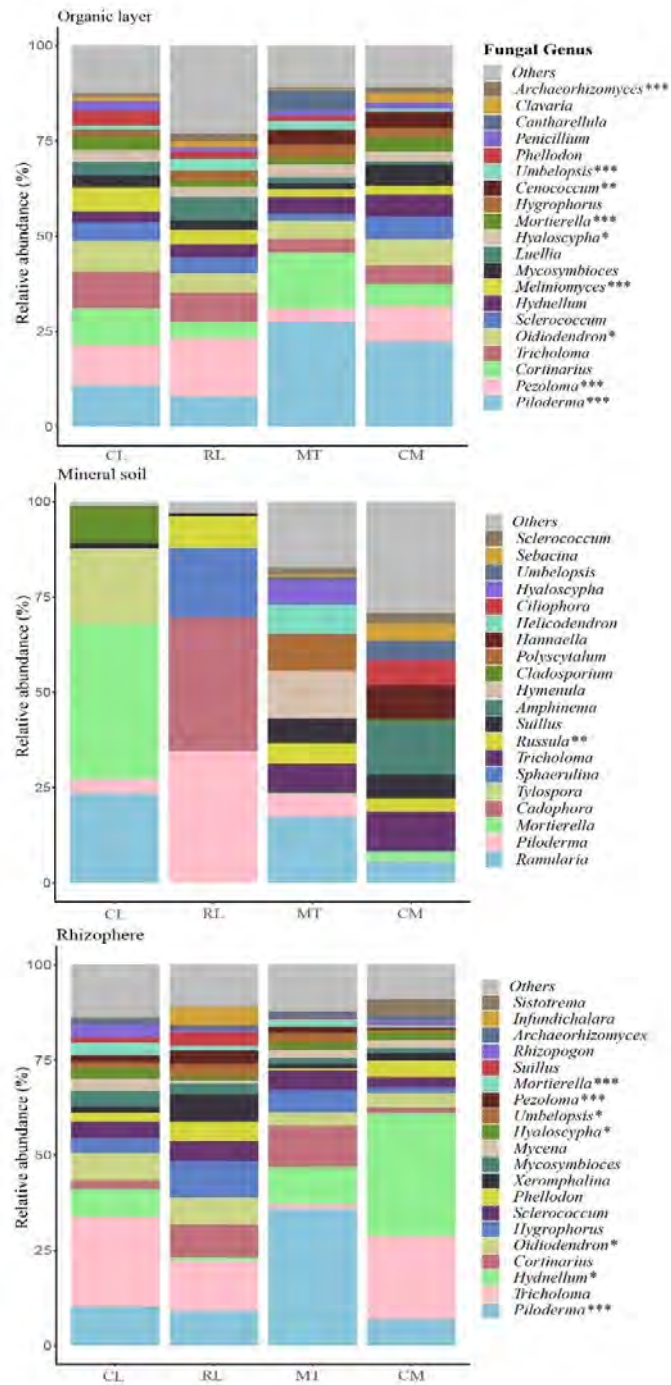 Organic layer
100
75
50
25
0
Relative abundance (%)
CL
RL
MT
CM
Fungal Genus
Others
Archaeorhizomyces***
Clavaria
Cantharellula
Penicillium
Phellodon
Umbelopsis***
Cenococcum**
Hygrophorus
Mortierella***
Hyaloscypha*
Luellia
Mycosymbioces
Meliniomyces***
Hydnellum
Sclerococcum
Oidiodendron*
Tricholoma
Cortinarius
Pezoloma***
Piloderma***
Mineral soil
100
75
50
25
0
Relative abundance (%)
CL
RL
MT
CM
Others
Sclerococcum
Sebacina
Umbelopsis
Hyaloscypha
Ciliophora
Helicodendron
Hannaella
Polyscytalum
Cladosporium
Hymenula
Amphinema
Suillus
Russula**
Tricholoma
Sphaerulina
Tylospora
Cadophora
Mortierella
Piloderma
Ramularia
Rhizophere
100
75
50
25
0
Relative abundance (%)
CL
RL
MT
CM
Others
Sistotrema
Infundichalara
Archaeorhizomyces
Rhizopogon
Suillus
Mortierella***
Pezoloma***
Umbelopsis*
Hyaloscypha*
Mycena
Mycosymbioces
Xeromphalina
Phellodon
Sclerococcum
Hygrophorus
Oidiodendron*
Cortinarius
Hydnellum*
Tricholoma
Piloderma***